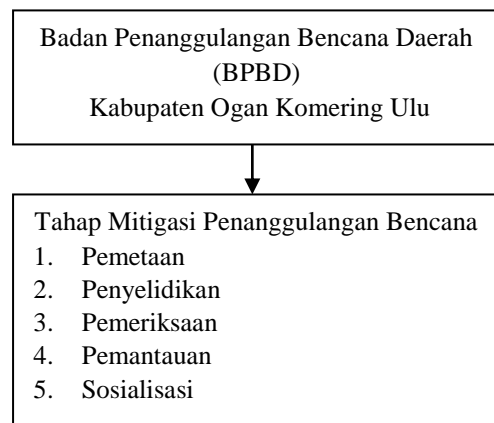 Badan Penanggulangan Bencana Daerah
(BPBD)
Kabupaten Ogan Komering Ulu
Tahap Mitigasi Penanggulangan Bencana
1. Pemetaan
2. Penyelidikan
3. Pemeriksaan
4. Pemantauan
5. Sosialisasi